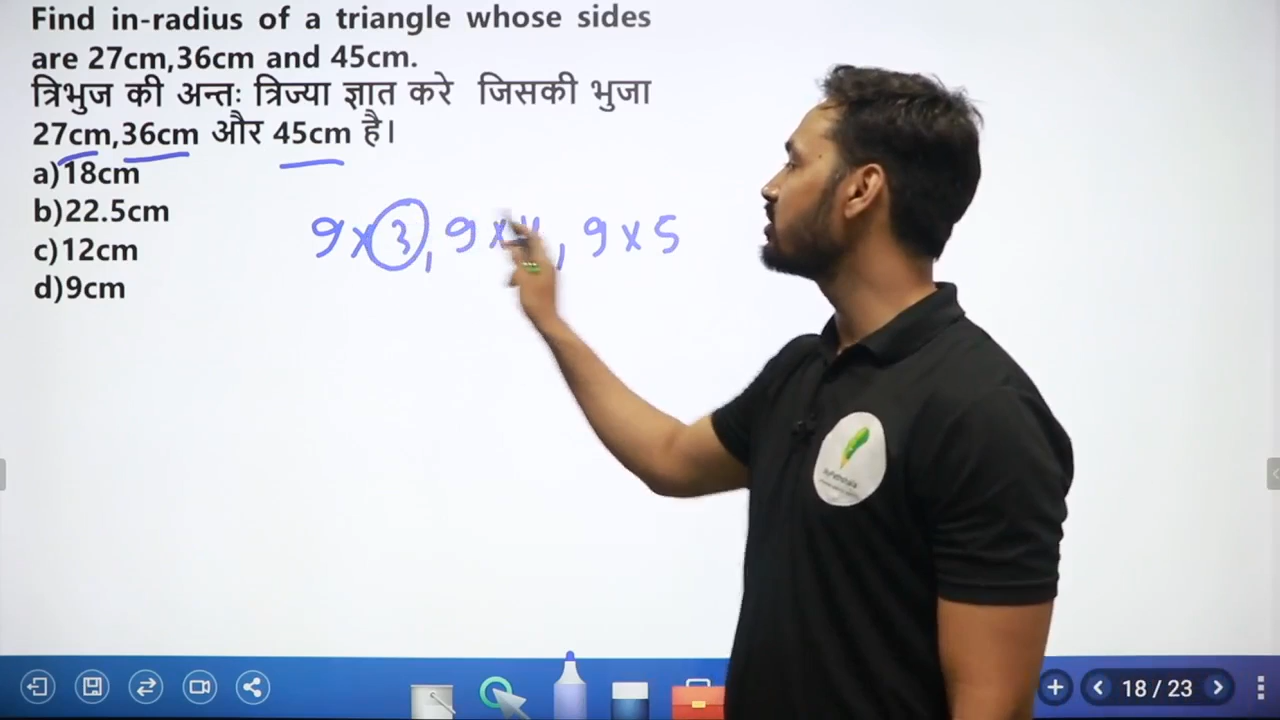 Find in-radius of a triangle whose sides
are 27cm,36cm and 45cm.
त्रिभुज की अन्तः त्रिज्या ज्ञात करे जिसकी भुजा
27cm,36cm और 45cm है।
a)18cm
b)22.5cm
c)12cm
d)9cm
9 x 3, 9 x 4, 9 x 5
18 / 23